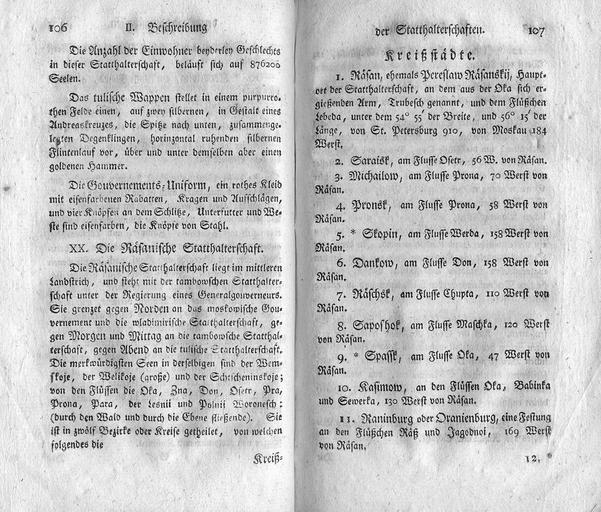 106 II. Beschreibung
Die Anzahl der Einwohner beyderley Geschlechts
in dieser Statthalterschaft, beläuft sich auf 876200
Seelen.
Das tulische Wappen stellet in einem purpurro-
then Felde einen, auf zwey silbernen, in Gestalt eines
Andreaskreuzes, die Spitze nach unten, zusammenge-
legten Degenklingen, horizontal ruhenden silbernen
Flintenlauf vor, über und unter demselben aber einen
goldenen Hammer.
Die Gouvernements-Uniform, ein rothes Kleid
mit eisenfarbenen Rabatten, Kragen und Aufschlägen,
und vier Knöpfen an dem Schlitze, Unterfutter und We-
ste sind eisenfarben, die Knöpfe von Stahl.
XX. Die Räsanische Statthalterschaft.
Die Räsanische Statthalterschaft liegt im mittleren
Landstrich, und steht mit der tambowschen Statthalter-
schaft unter der Regierung eines Generalgouverneurs.
Sie grenzet gegen Norden an das moskowische Gou-
vernement und die wladimirische Statthalterschaft, ge-
gen Morgen und Mittag an die tambowsche Statthal-
terschaft, gegen Abend an die tulische Statthalterschaft.
Die merkwürdigsten Seen in derselbigen sind der Wem-
skoje, der Welikoje (große) und der Schtscheninskoje;
von den Flüssen die Oka, Zna, Don, Osetr, Pra,
Prona, Para, der lesnii und Polnii Woronesch:
(durch den Wald und durch die Ebene fließende). Sie
ist in zwölf Bezirke oder Kreise getheilet, von welchen
folgendes die
Kreiß-
der Statthalterschaften. 107
Kreißstädte.
1. Räsan, ehemals Pereslaw Räsanskij, Haupt-
ort der Statthalterschaft, an dem aus der Oka sich er-
gießenden Arm, Trubesch genannt, und dem Flüßchen
Lebeda, unter dem 54° 55' der Breite, und 56° 15' der
Länge, von St. Petersburg 910, von Moskau 184
Werst.
2. Saraisk, am Flusse Osetr, 56 W. von Räsan.
3. Michailow, am Flusse Prona, 70 Werst von
Räsan.
4. Pronsk, am Flusse Prona, 58 Werst von
Räsan.
5. * Skopin, am Flusse Werda, 158 Werst von
Räsan.
6. Dankow, am Flusse Don, 158 Werst von
Räsan.
7. Räschsk, am Flusse Chupta, 110 Werst von
Räsan.
8. Saposhok, am Flusse Maschka, 120 Werst
von Räsan.
9. * Spassk, am Flusse Oka, 47 Werst von
Räsan.
10. Kasimow, an den Flüssen Oka, Babinka
und Sewerka, 130 Werst von Räsan.
11. Raninburg oder Oranienburg, eine Festung
an den Flüßchen Räß und Jagodnoi, 169 Werst
von Räsan.
12. *